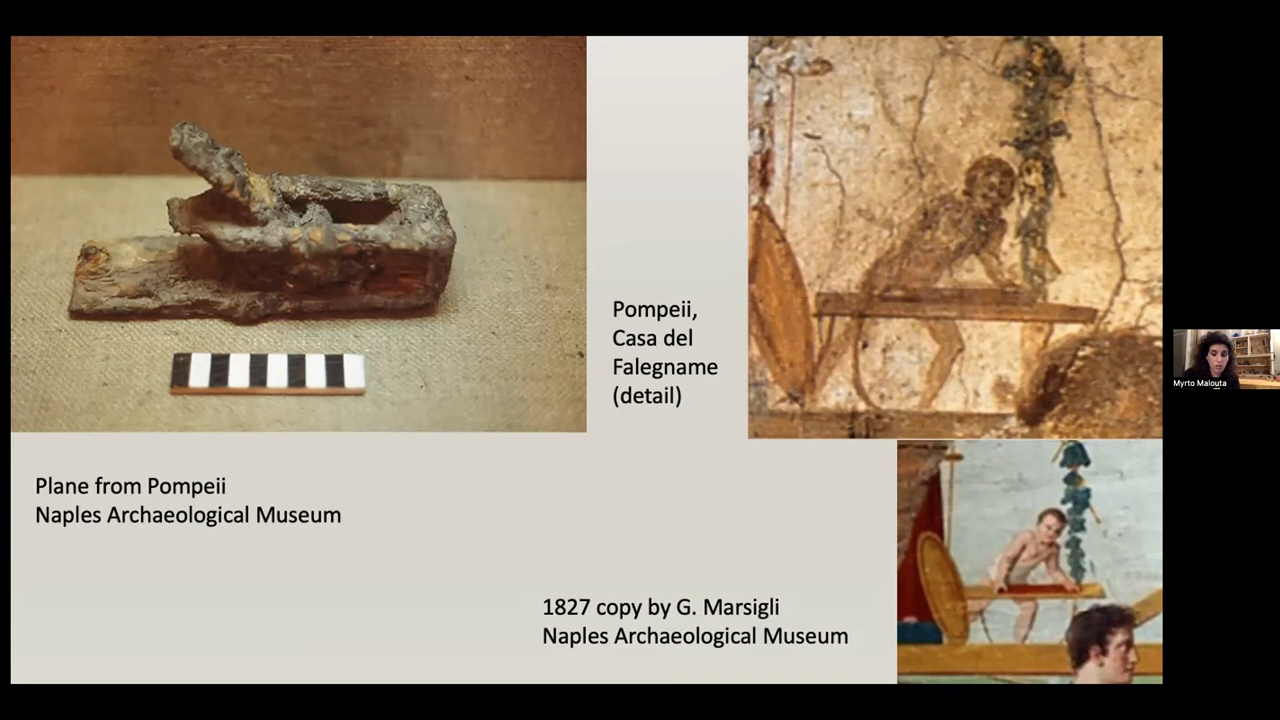 Pompeii,
Casa del
Falegname
(detail)
Plane from Pompeii
Naples Archaeological Museum
1827 copy by G. Marsigli
Naples Archaeological Museum
Myrto Malouta